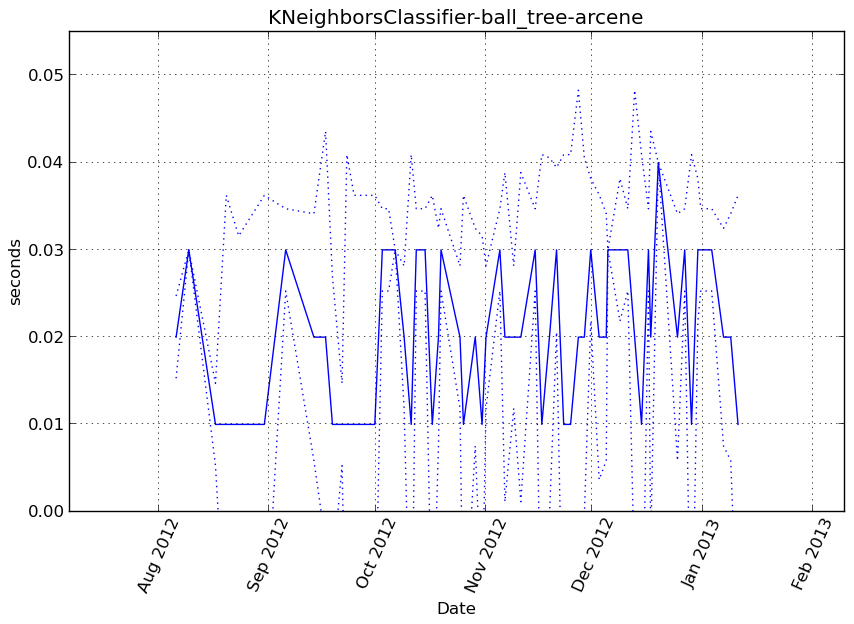 KNeighborsClassifier-ball_tree-arcene
0.05
0.04
0.03
0.02
0.01
0.00
seconds
Aug 2012
Sep 2012
Oct 2012
Nov 2012
Dec 2012
Jan 2013
Feb 2013
Date